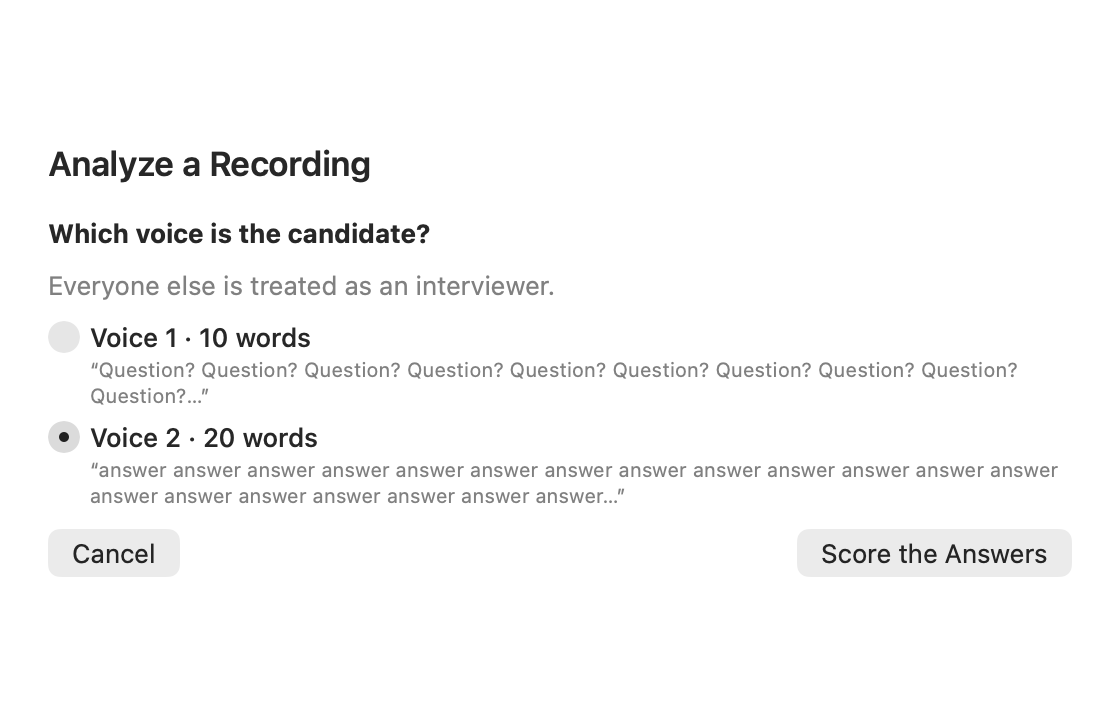 Analyze a Recording
Which voice is the candidate?
Everyone else is treated as an interviewer.
Voice 1 · 10 words
“Question? Question? Question? Question? Question? Question? Question? Question? Question?
Question?...”
Voice 2 · 20 words
“answer answer answer answer answer answer answer answer answer answer answer answer answer
answer answer answer answer answer answer answer...”
Cancel
Score the Answers